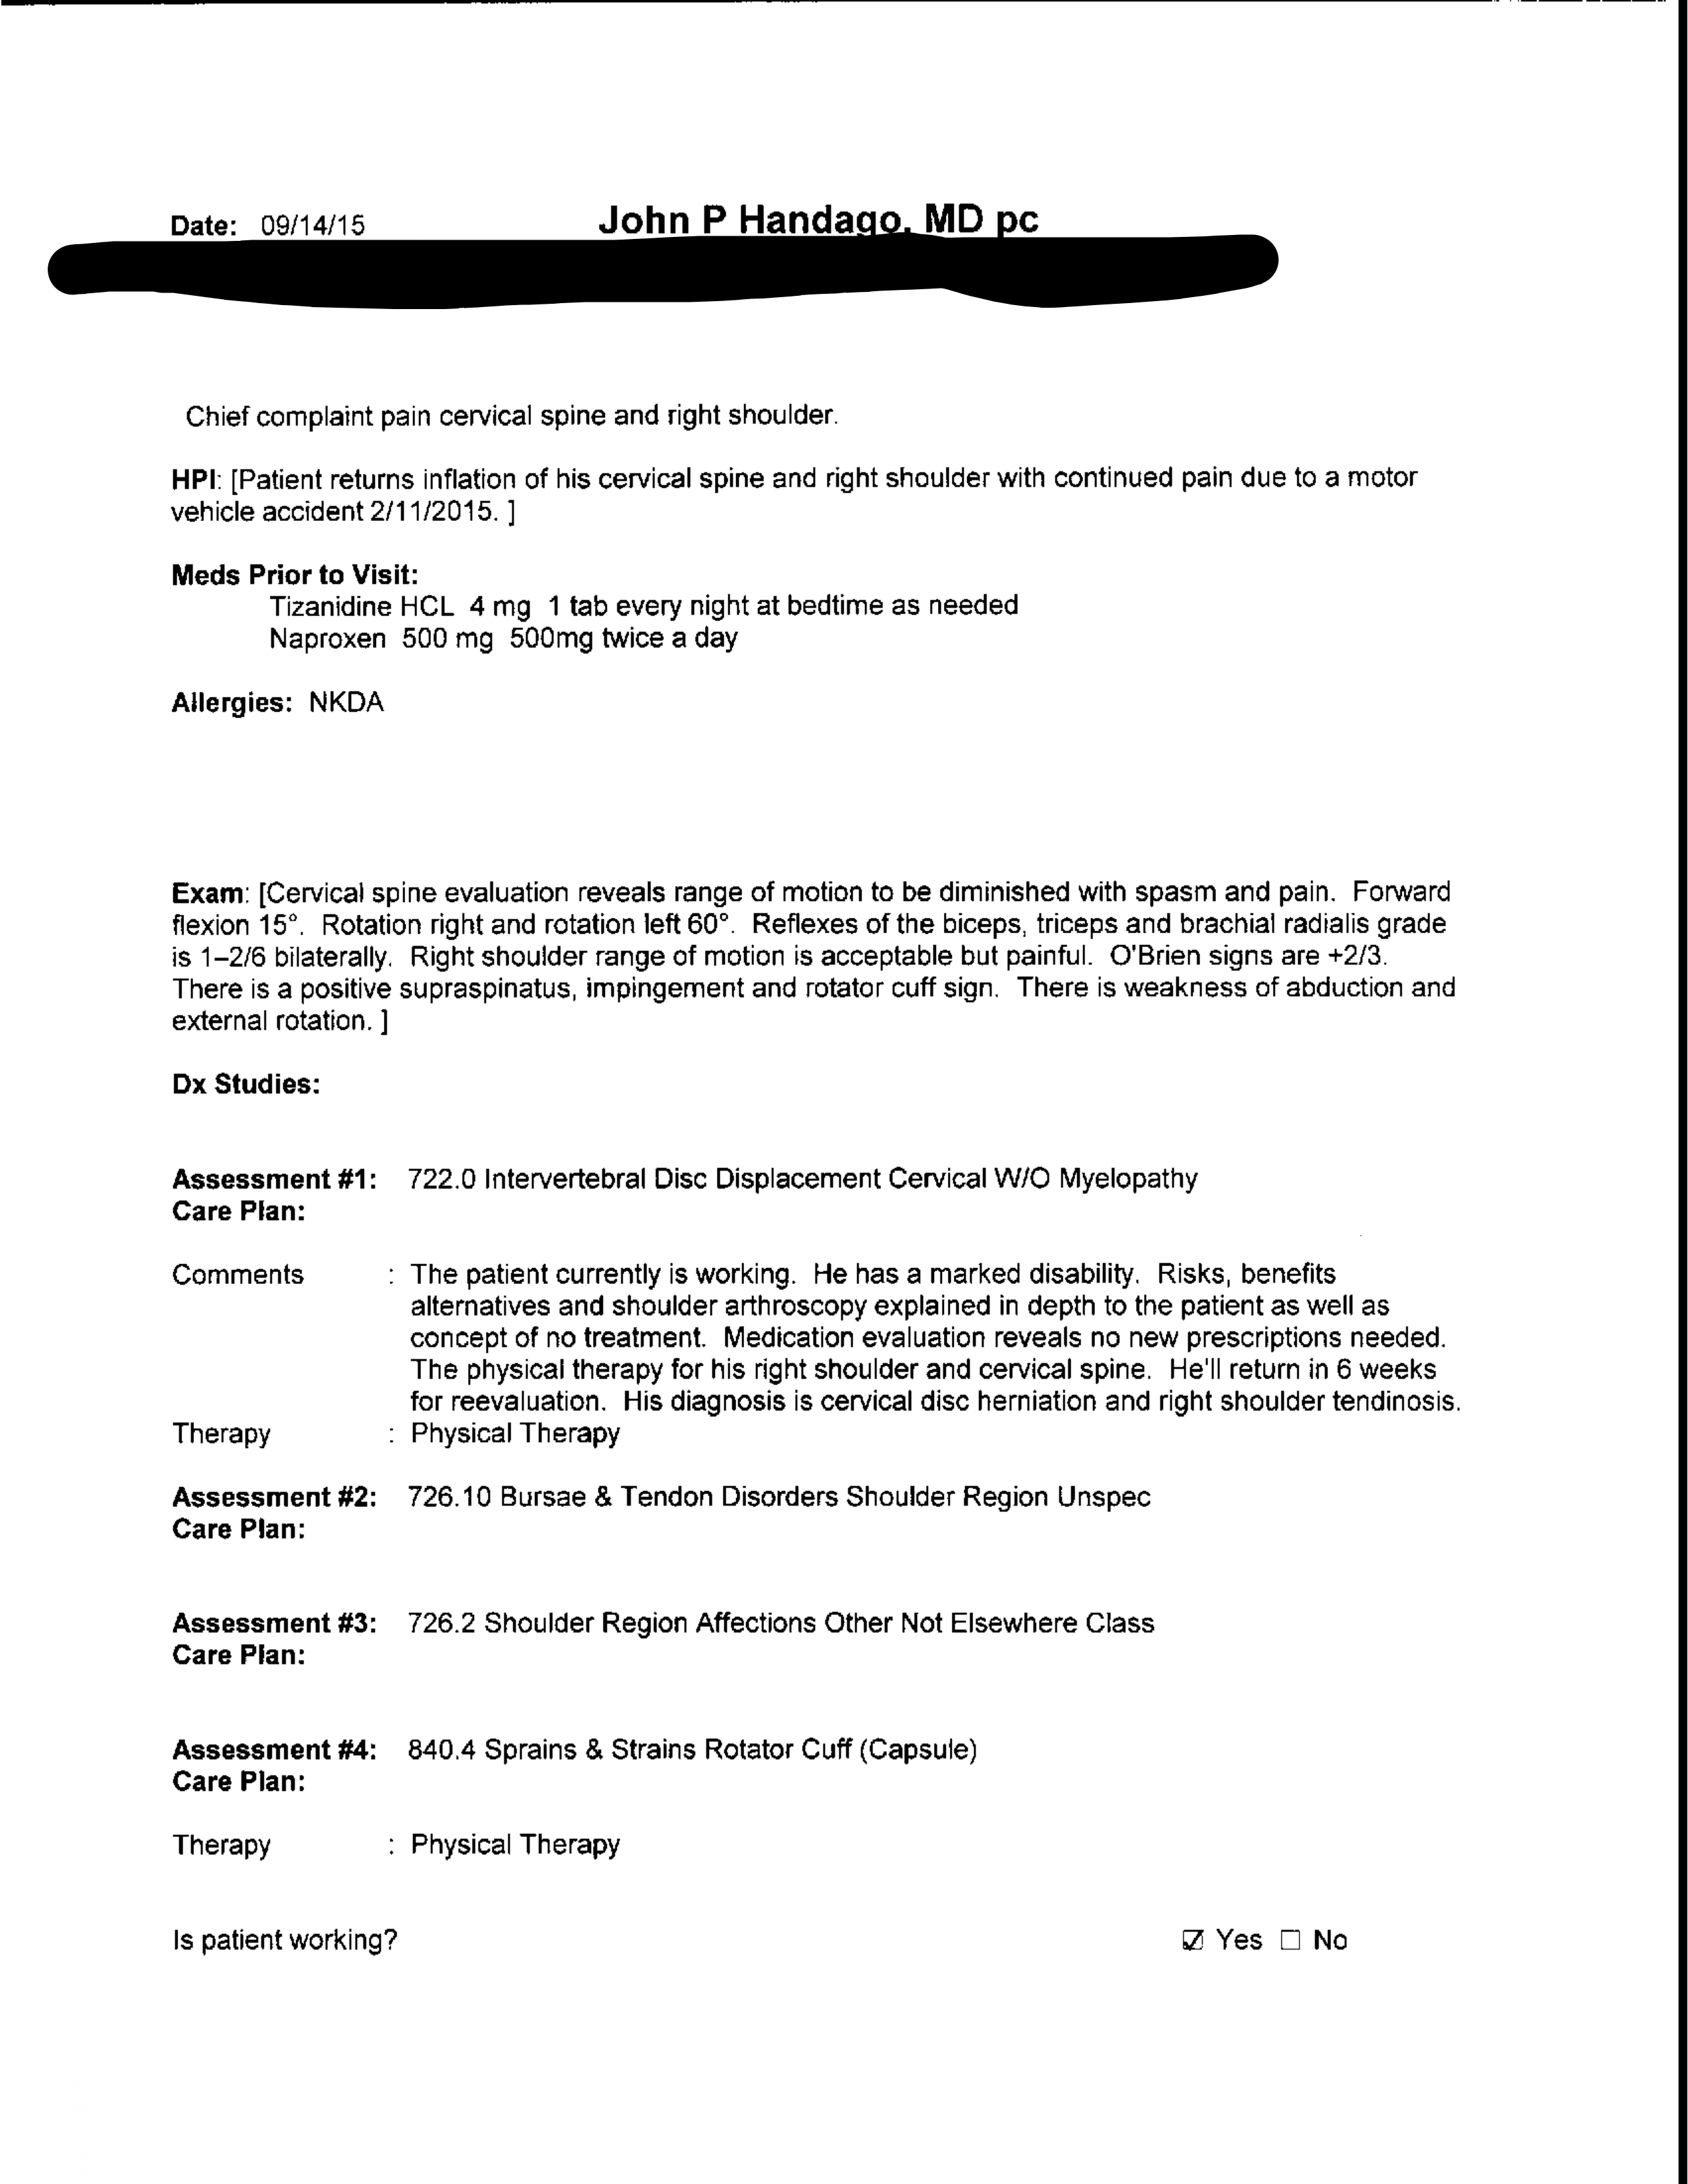 Date: 09/14/15 John P Handago, MD pc
Chief complaint pain cervical spine and right shoulder.
HPI: [Patient returns inflation of his cervical spine and right shoulder with continued pain due to a motor
vehicle accident 2/11/2015. ]
Meds Prior to Visit:
Tizanidine HCL 4 mg 1 tab every night at bedtime as needed
Naproxen 500 mg 500mg twice a day
Allergies: NKDA
Exam: [Cervical spine evaluation reveals range of motion to be diminished with spasm and pain. Forward
flexion 15°. Rotation right and rotation left 60°. Reflexes of the biceps, triceps and brachial radialis grade
is 1–2/6 bilaterally. Right shoulder range of motion is acceptable but painful. O'Brien signs are +2/3.
There is a positive supraspinatus, impingement and rotator cuff sign. There is weakness of abduction and
external rotation. ]
Dx Studies:
Assessment #1: 722.0 Intervertebral Disc Displacement Cervical W/O Myelopathy
Care Plan:
Comments : The patient currently is working. He has a marked disability. Risks, benefits
alternatives and shoulder arthroscopy explained in depth to the patient as well as
concept of no treatment. Medication evaluation reveals no new prescriptions needed.
The physical therapy for his right shoulder and cervical spine. He'll return in 6 weeks
for reevaluation. His diagnosis is cervical disc herniation and right shoulder tendinosis.
Therapy : Physical Therapy
Assessment #2: 726.10 Bursae & Tendon Disorders Shoulder Region Unspec
Care Plan:
Assessment #3: 726.2 Shoulder Region Affections Other Not Elsewhere Class
Care Plan:
Assessment #4: 840.4 Sprains & Strains Rotator Cuff (Capsule)
Care Plan:
Therapy : Physical Therapy
Is patient working? ☑ Yes ☐ No